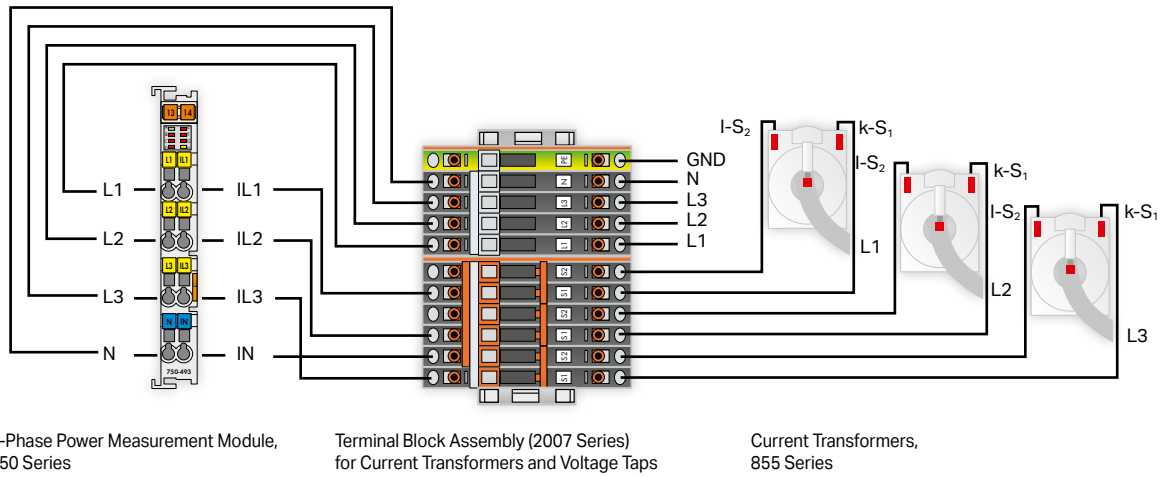 13 14
L1 IL1
L2 IL2
L3 IL3
N IN
750-493
L1
L2
L3
N
IL1
IL2
IL3
IN
PE
N
L3
L2
L1
S2
S1
S2
S1
S2
S1
GND
N
L3
L2
L1
l-S₂
k-S₁
L1
l-S₂
k-S₁
L2
l-S₂
k-S₁
L3
-Phase Power Measurement Module,
50 Series
Terminal Block Assembly (2007 Series)
for Current Transformers and Voltage Taps
Current Transformers,
855 Series